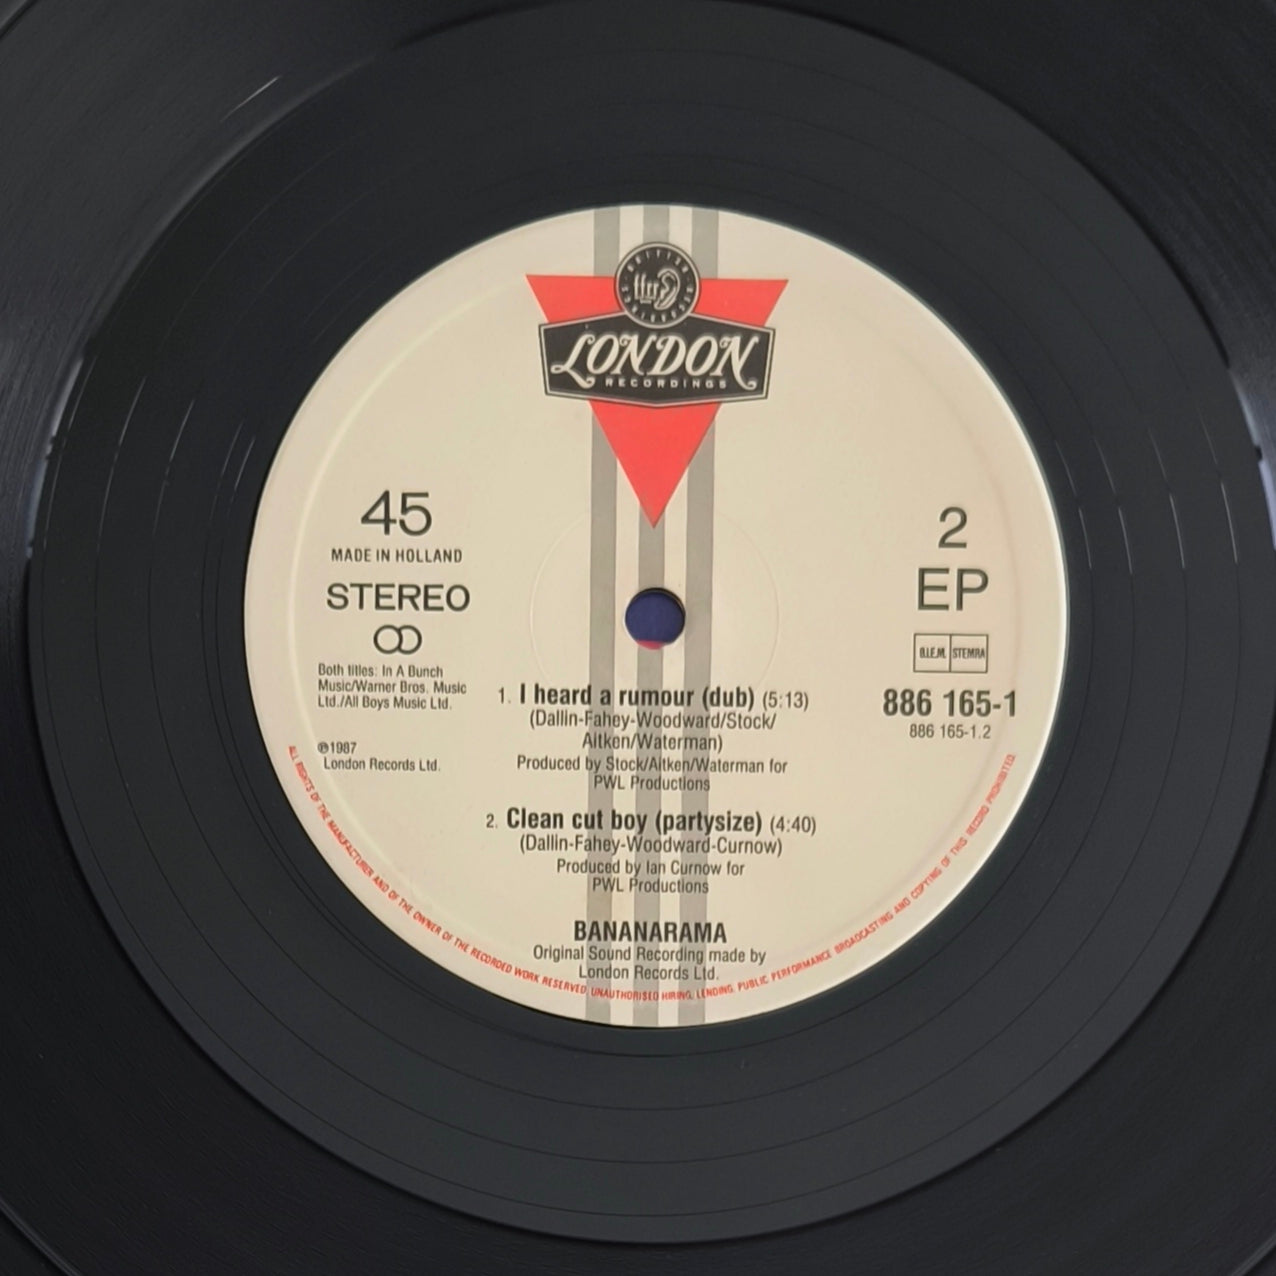 BRITISH
ffrr
RECORDINGS
LONDON
RECORDINGS
45
MADE IN HOLLAND
STEREO
Both titles: In A Bunch
Music/Warner Bros. Music
Ltd./All Boys Music Ltd.
℗1987
London Records Ltd.
2
EP
B.I.E.M. STEMRA
886 165-1
886 165-1.2
1. I heard a rumour (dub) (5:13)
(Dallin-Fahey-Woodward/Stock/
Aitken/Waterman)
Produced by Stock/Aitken/Waterman for
PWL Productions
2. Clean cut boy (partysize) (4:40)
(Dallin-Fahey-Woodward-Curnow)
Produced by Ian Curnow for
PWL Productions
BANANARAMA
Original Sound Recording made by
London Records Ltd.
ALL RIGHTS OF THE MANUFACTURER AND OF THE OWNER OF THE RECORDED WORK RESERVED. UNAUTHORISED HIRING, LENDING, PUBLIC PERFORMANCE BROADCASTING AND COPYING OF THIS RECORD PROHIBITED.